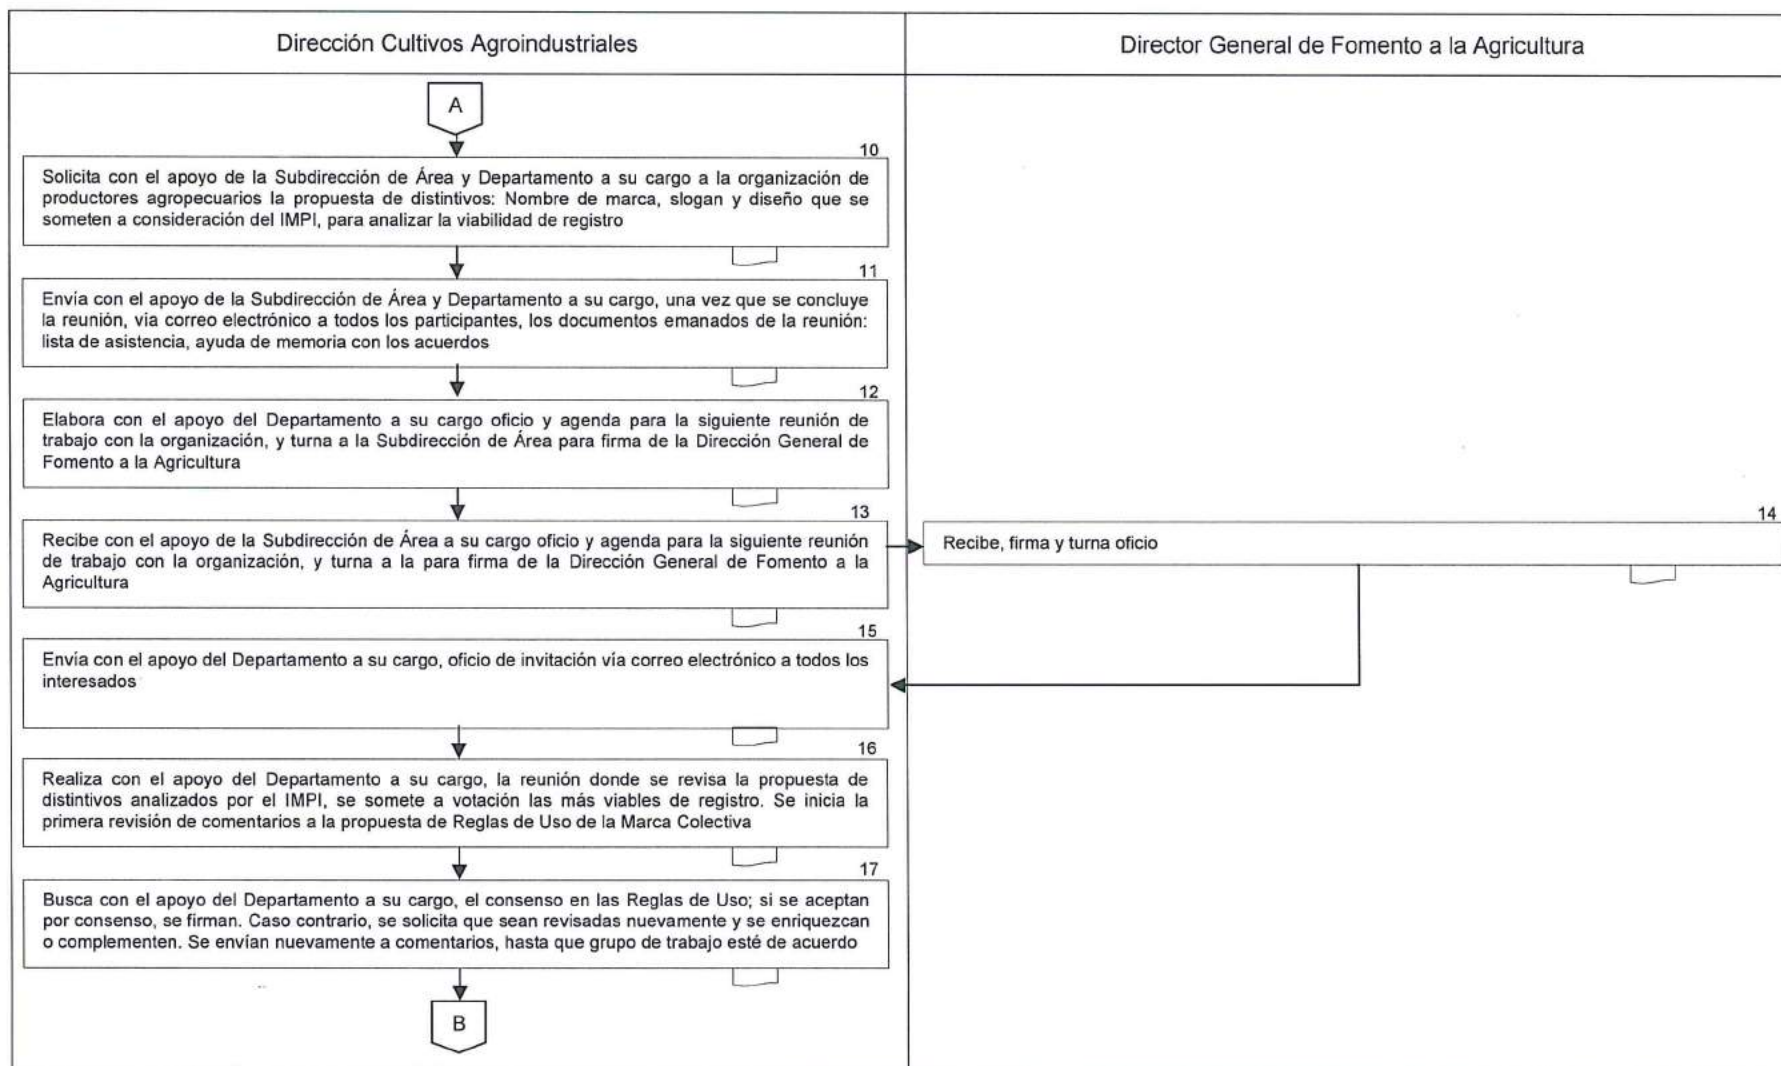 Dirección Cultivos Agroindustriales
Director General de Fomento a la Agricultura
A
10
Solicita con el apoyo de la Subdirección de Área y Departamento a su cargo a la organización de
productores agropecuarios la propuesta de distintivos: Nombre de marca, slogan y diseño que se
someten a consideración del IMPI, para analizar la viabilidad de registro
11
Envía con el apoyo de la Subdirección de Área y Departamento a su cargo, una vez que se concluye
la reunión, vía correo electrónico a todos los participantes, los documentos emanados de la reunión:
lista de asistencia, ayuda de memoria con los acuerdos
12
Elabora con el apoyo del Departamento a su cargo oficio y agenda para la siguiente reunión de
trabajo con la organización, y turna a la Subdirección de Área para firma de la Dirección General de
Fomento a la Agricultura
13
Recibe con el apoyo de la Subdirección de Área a su cargo oficio y agenda para la siguiente reunión
de trabajo con la organización, y turna a la para firma de la Dirección General de Fomento a la
Agricultura
14
Recibe, firma y turna oficio
15
Envía con el apoyo del Departamento a su cargo, oficio de invitación vía correo electrónico a todos los
interesados
16
Realiza con el apoyo del Departamento a su cargo, la reunión donde se revisa la propuesta de
distintivos analizados por el IMPI, se somete a votación las más viables de registro. Se inicia la
primera revisión de comentarios a la propuesta de Reglas de Uso de la Marca Colectiva
17
Busca con el apoyo del Departamento a su cargo, el consenso en las Reglas de Uso; si se aceptan
por consenso, se firman. Caso contrario, se solicita que sean revisadas nuevamente y se enriquezcan
o complementen. Se envían nuevamente a comentarios, hasta que grupo de trabajo esté de acuerdo
B